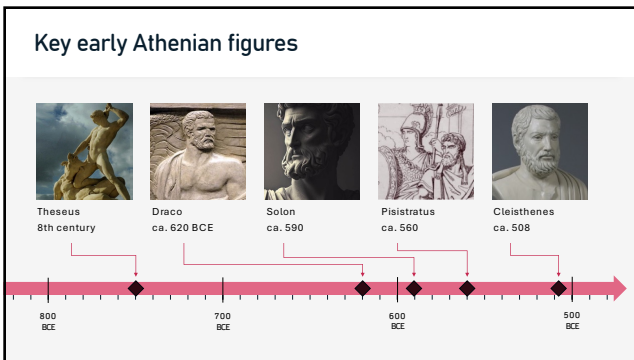 Key early Athenian figures
Theseus
8th century
Draco
ca. 620 BCE
Solon
ca. 590
Pisistratus
ca. 560
Cleisthenes
ca. 508
800
BCE
700
BCE
600
BCE
500
BCE